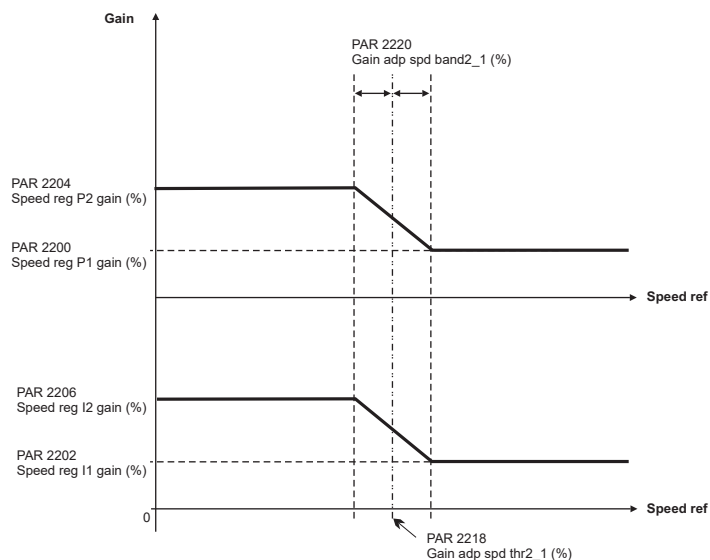 Gain
PAR 2220
Gain adp spd band2_1 (%)
PAR 2204
Speed reg P2 gain (%)
PAR 2200
Speed reg P1 gain (%)
Speed ref
PAR 2206
Speed reg I2 gain (%)
PAR 2202
Speed reg I1 gain (%)
0
Speed ref
PAR 2218
Gain adp spd thr2_1 (%)